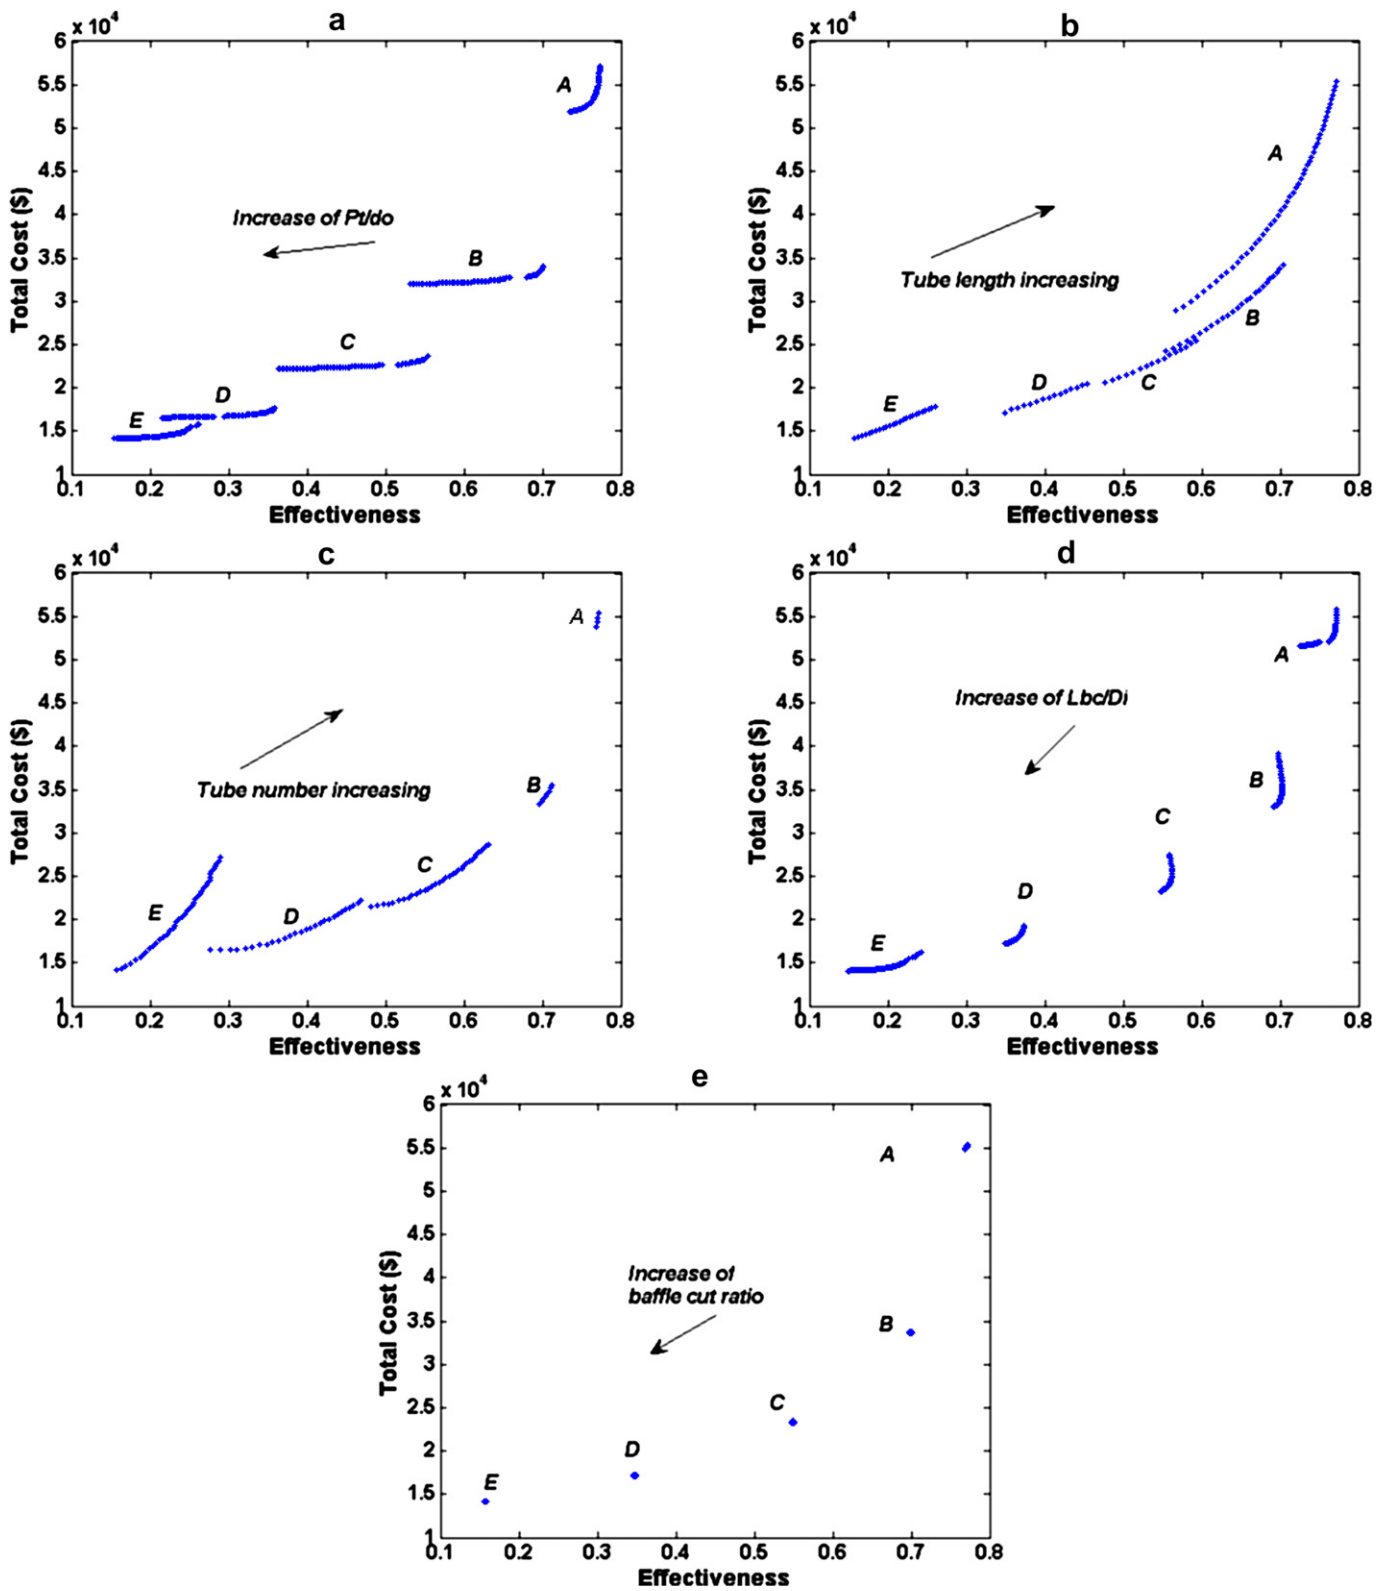 a
x 10⁴
6
5.5
5
4.5
4
3.5
3
2.5
2
1.5
1
0.1 0.2 0.3 0.4 0.5 0.6 0.7 0.8
Total Cost ($)
Effectiveness
Increase of Pt/do
A
B
C
D
E
b
x 10⁴
6
5.5
5
4.5
4
3.5
3
2.5
2
1.5
1
0.1 0.2 0.3 0.4 0.5 0.6 0.7 0.8
Total Cost ($)
Effectiveness
Tube length increasing
A
B
C
D
E
c
x 10⁴
6
5.5
5
4.5
4
3.5
3
2.5
2
1.5
1
0.1 0.2 0.3 0.4 0.5 0.6 0.7 0.8
Total Cost ($)
Effectiveness
Tube number increasing
A
B
C
D
E
d
x 10⁴
6
5.5
5
4.5
4
3.5
3
2.5
2
1.5
1
0.1 0.2 0.3 0.4 0.5 0.6 0.7 0.8
Total Cost ($)
Effectiveness
Increase of Lbc/Di
A
B
C
D
E
e
x 10⁴
6
5.5
5
4.5
4
3.5
3
2.5
2
1.5
1
0.1 0.2 0.3 0.4 0.5 0.6 0.7 0.8
Total Cost ($)
Effectiveness
Increase of
baffle cut ratio
A
B
C
D
E